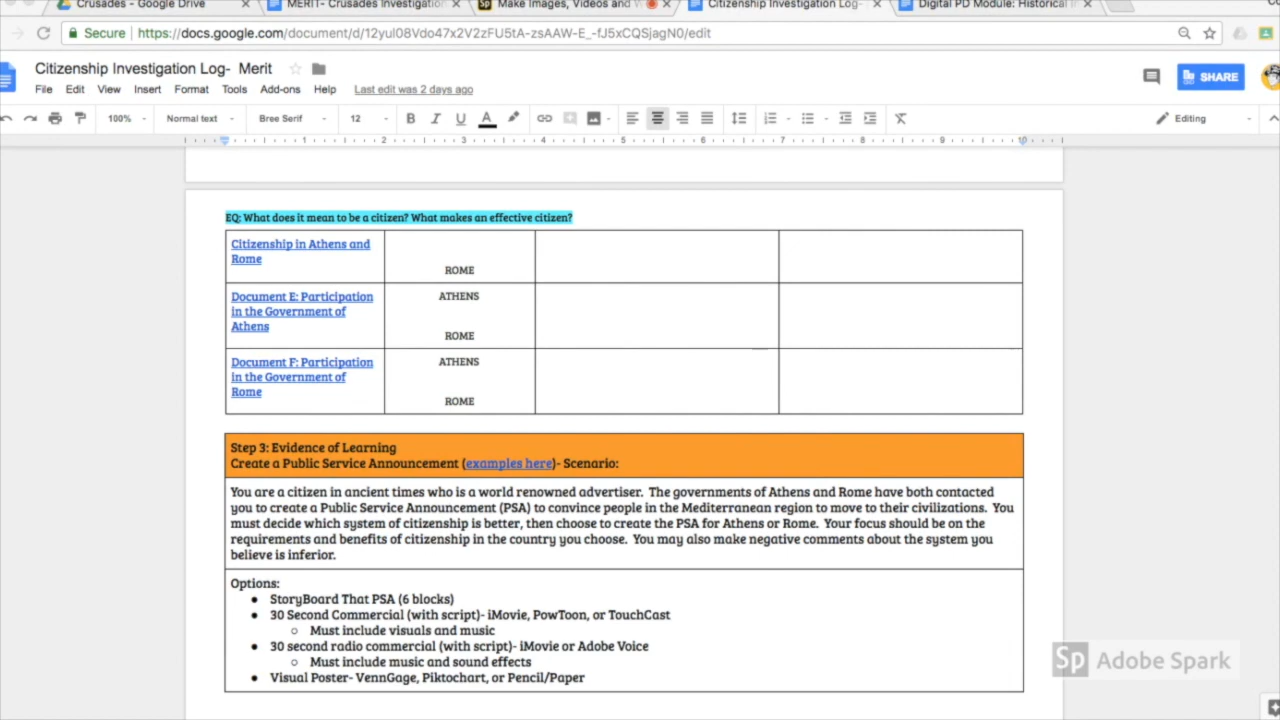 Crusades - Google Drive
MERIT- Crusades Investigation
Make Images, Videos and
Citizenship Investigation Log-
Digital PD Module: Historical
Secure
https://docs.google.com/document/d/12yul08Vdo47x2V2zFU5tA-zsAAW-E_-fJ5xCQSjagN0/edit
Citizenship Investigation Log- Merit
File Edit View Insert Format Tools Add-ons Help Last edit was 2 days ago
SHARE
100% Normal text Bree Serif 12 B I U A Editing
1 2 3 4 5 6 7 8 9 10
EQ: What does it mean to be a citizen? What makes an effective citizen?
Citizenship in Athens and
Rome
ROME
Document E: Participation
in the Government of
Athens
ATHENS
ROME
Document F: Participation
in the Government of
Rome
ATHENS
ROME
Step 3: Evidence of Learning
Create a Public Service Announcement (examples here)- Scenario:
You are a citizen in ancient times who is a world renowned advertiser. The governments of Athens and Rome have both contacted
you to create a Public Service Announcement (PSA) to convince people in the Mediterranean region to move to their civilizations. You
must decide which system of citizenship is better, then choose to create the PSA for Athens or Rome. Your focus should be on the
requirements and benefits of citizenship in the country you choose. You may also make negative comments about the system you
believe is inferior.
Options:
● StoryBoard That PSA (6 blocks)
● 30 Second Commercial (with script)- iMovie, PowToon, or TouchCast
○ Must include visuals and music
● 30 second radio commercial (with script)- iMovie or Adobe Voice
○ Must include music and sound effects
● Visual Poster- VennGage, Piktochart, or Pencil/Paper
Sp Adobe Spark